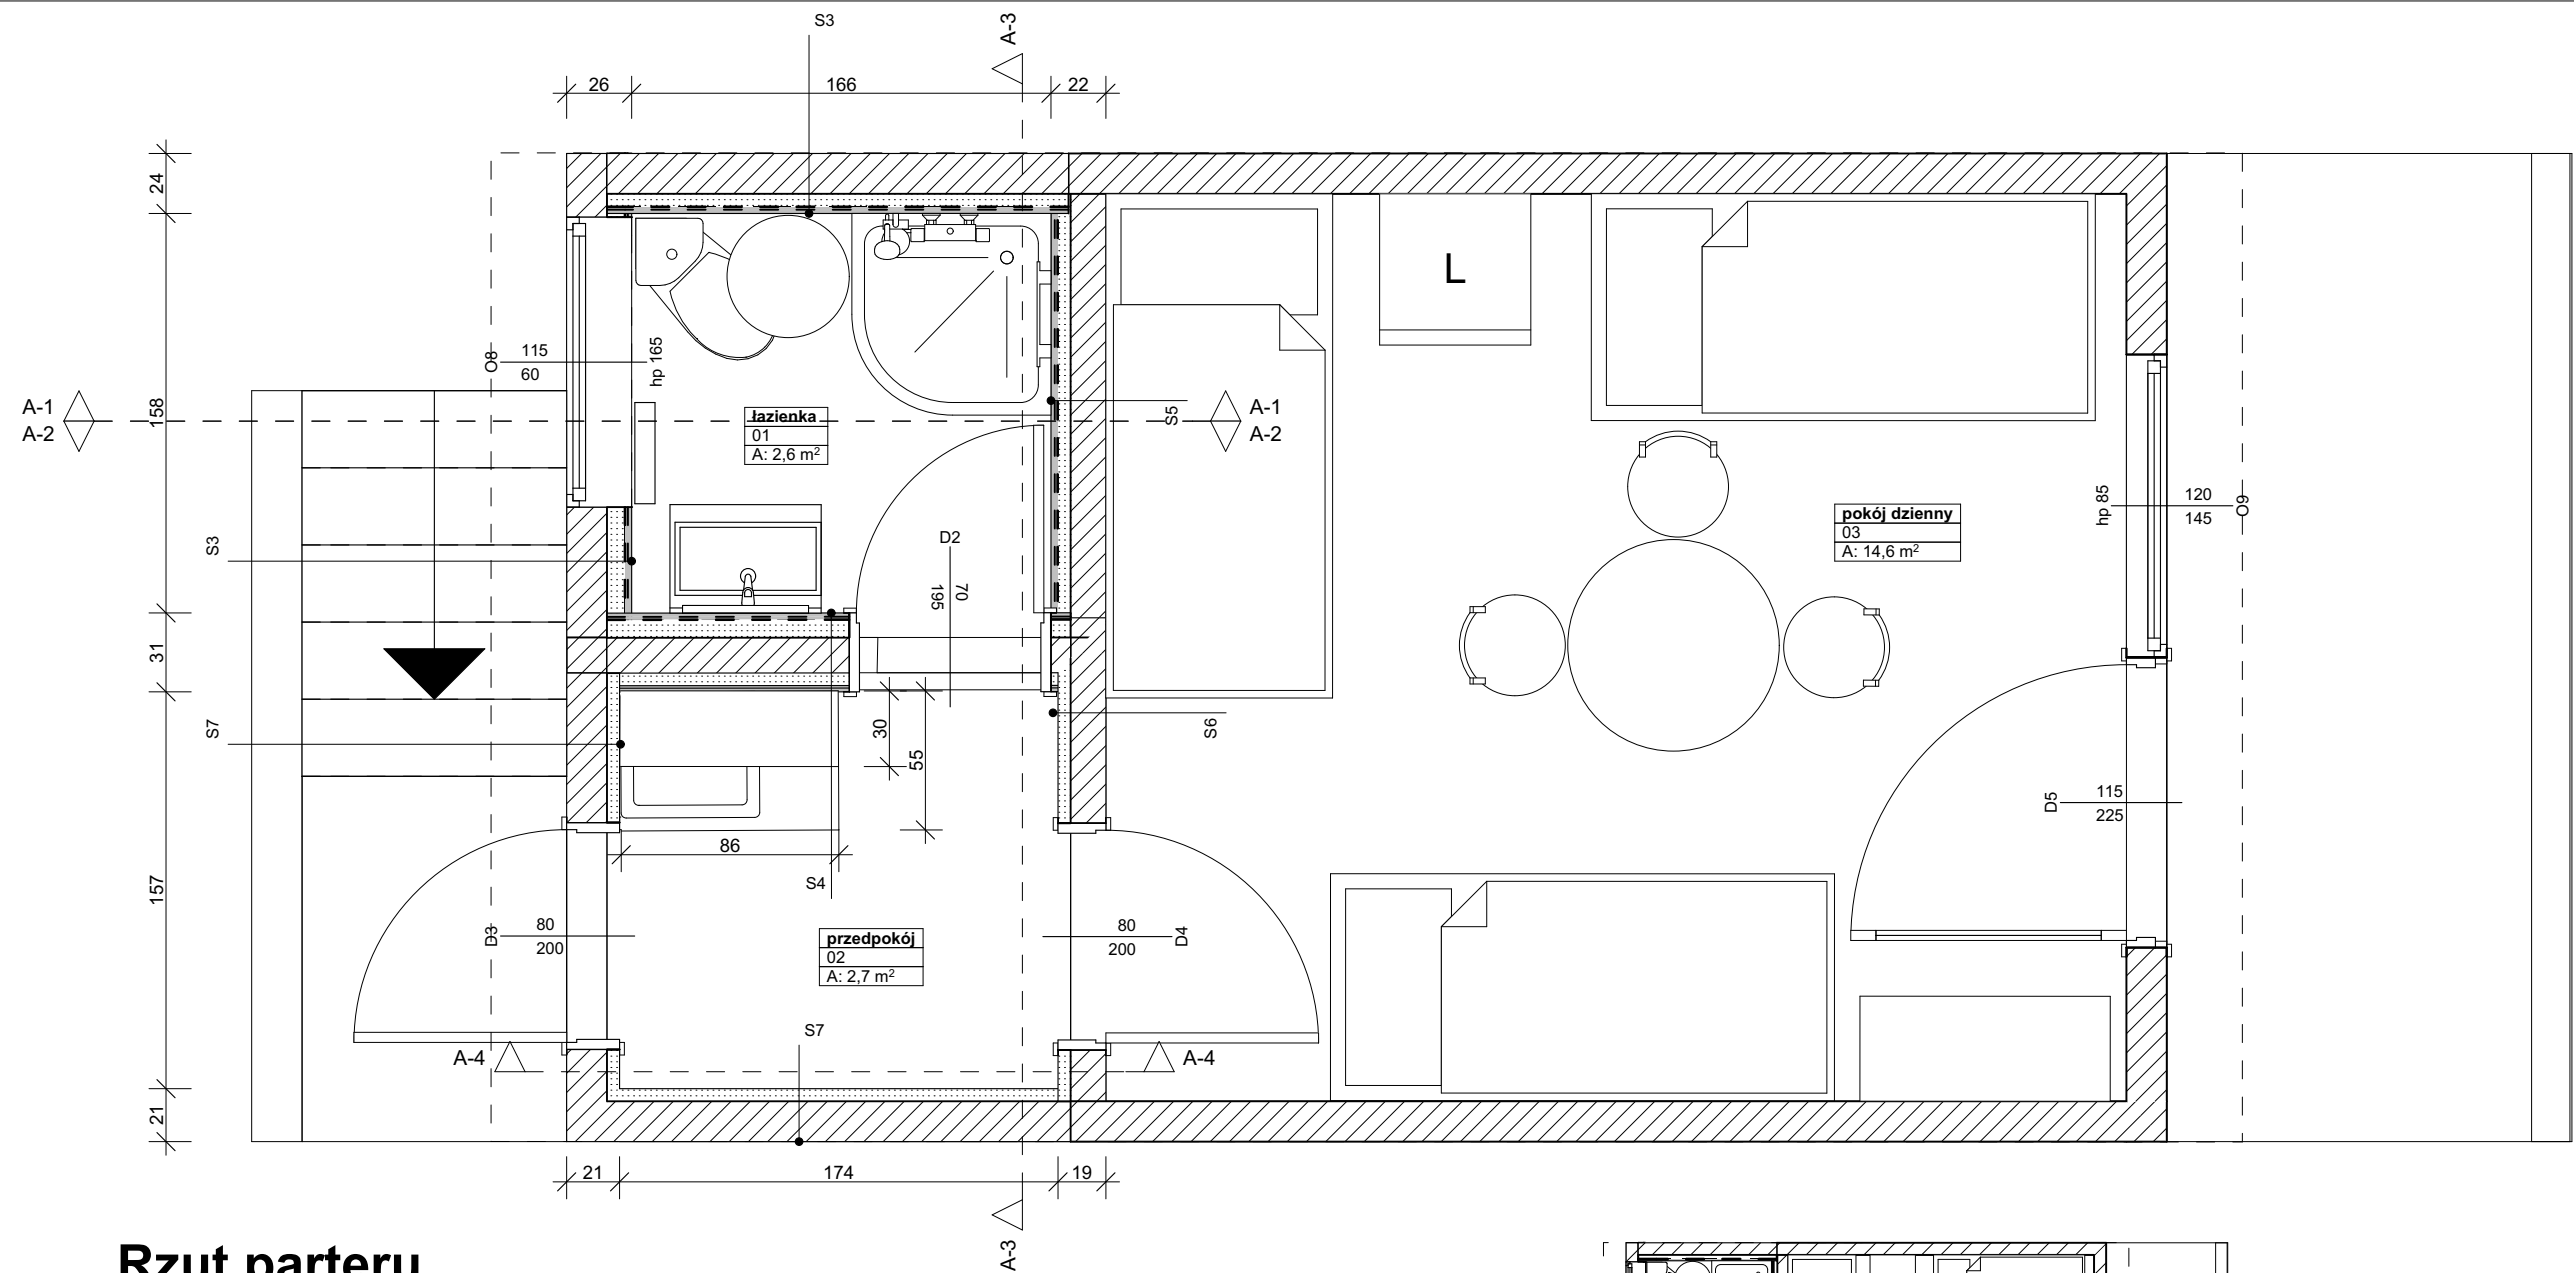 S3
A-3
26
166
22
24
158
31
157
21
L
O8
115
60
hp 165
A-1
A-2
łazienka
01
A: 2,6 m²
S5
A-1
A-2
hp 85
120
145
O9
pokój dzienny
03
A: 14,6 m²
S3
D2
70
195
S7
30
55
S6
D5
115
225
86
S4
D3
80
200
80
200
D4
przedpokój
02
A: 2,7 m²
S7
A-4
A-4
21
174
19
A-3
Rzut parteru